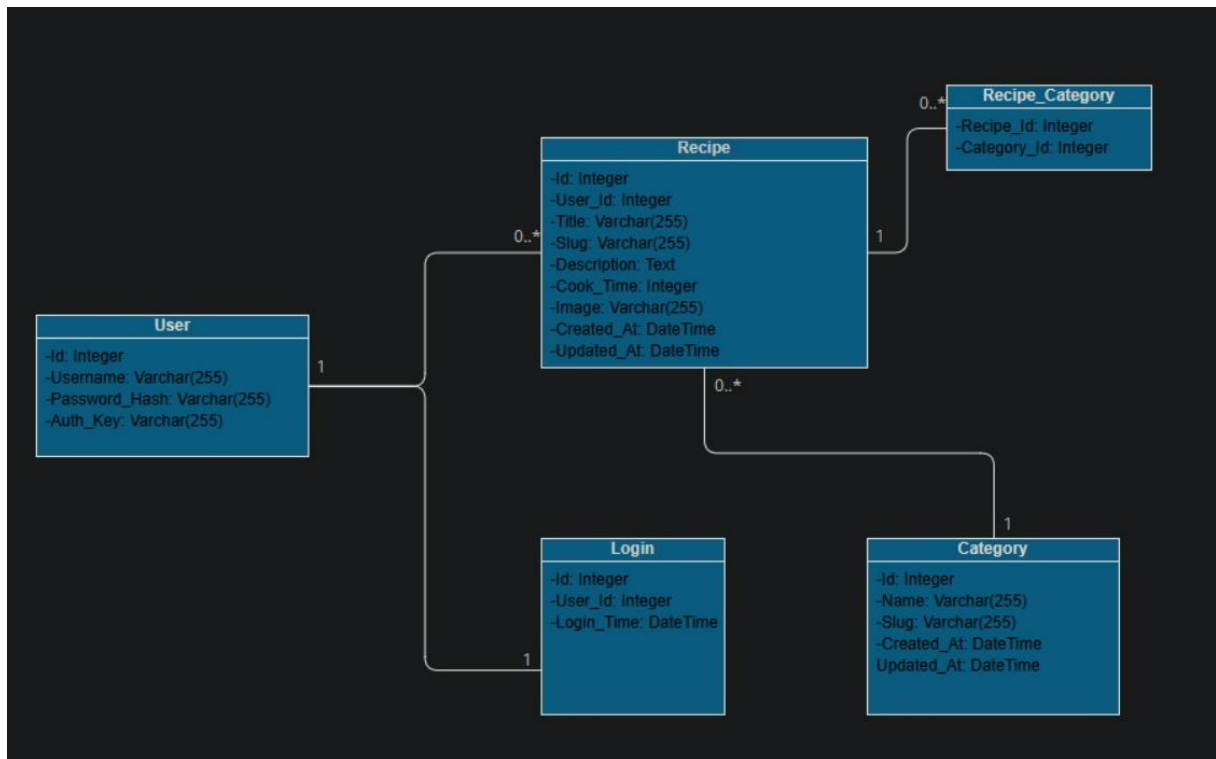 Recipe_Category
0..*
-Recipe_Id: Integer
-Category_Id: Integer
Recipe
-Id: Integer
-User_Id: Integer
-Title: Varchar(255)
-Slug: Varchar(255)
-Description: Text
-Cook_Time: Integer
-Image: Varchar(255)
-Created_At: DateTime
-Updated_At: DateTime
0..*
1
0..*
User
-Id: Integer
-Username: Varchar(255)
-Password_Hash: Varchar(255)
-Auth_Key: Varchar(255)
1
Login
-Id: Integer
-User_Id: Integer
-Login_Time: DateTime
1
1
Category
-Id: Integer
-Name: Varchar(255)
-Slug: Varchar(255)
-Created_At: DateTime
Updated_At: DateTime